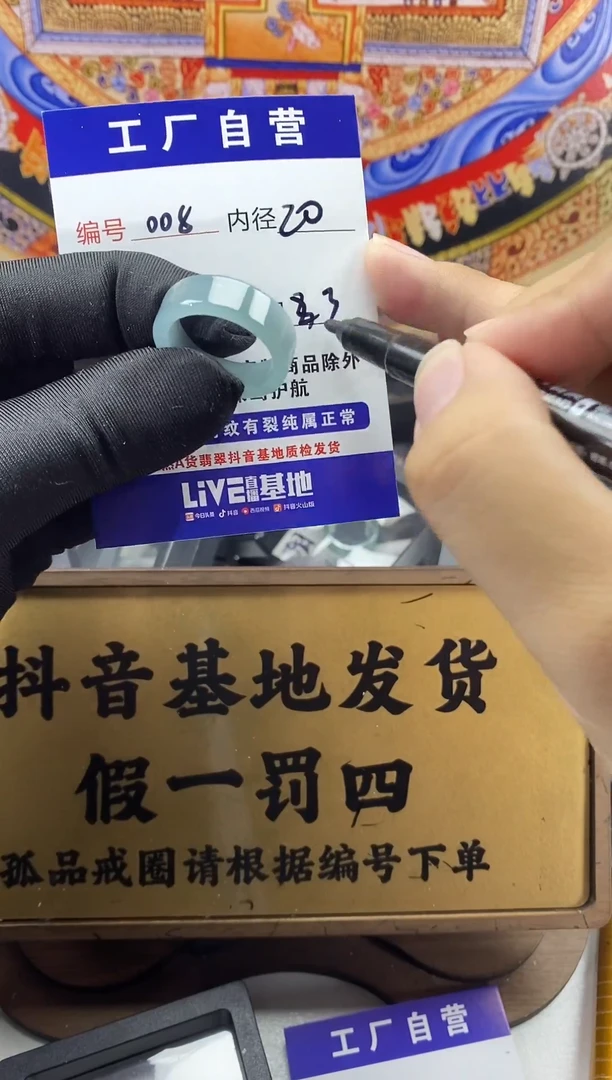 工厂自营
编号 008 内径 20
商品除外
护航
纹有裂纯属正常
A货翡翠抖音基地质检发货
LiVE直播基地
今日头条 抖音 西瓜视频 抖音火山版
抖音基地发货
假一罚四
孤品戒圈请根据编号下单
工厂自营